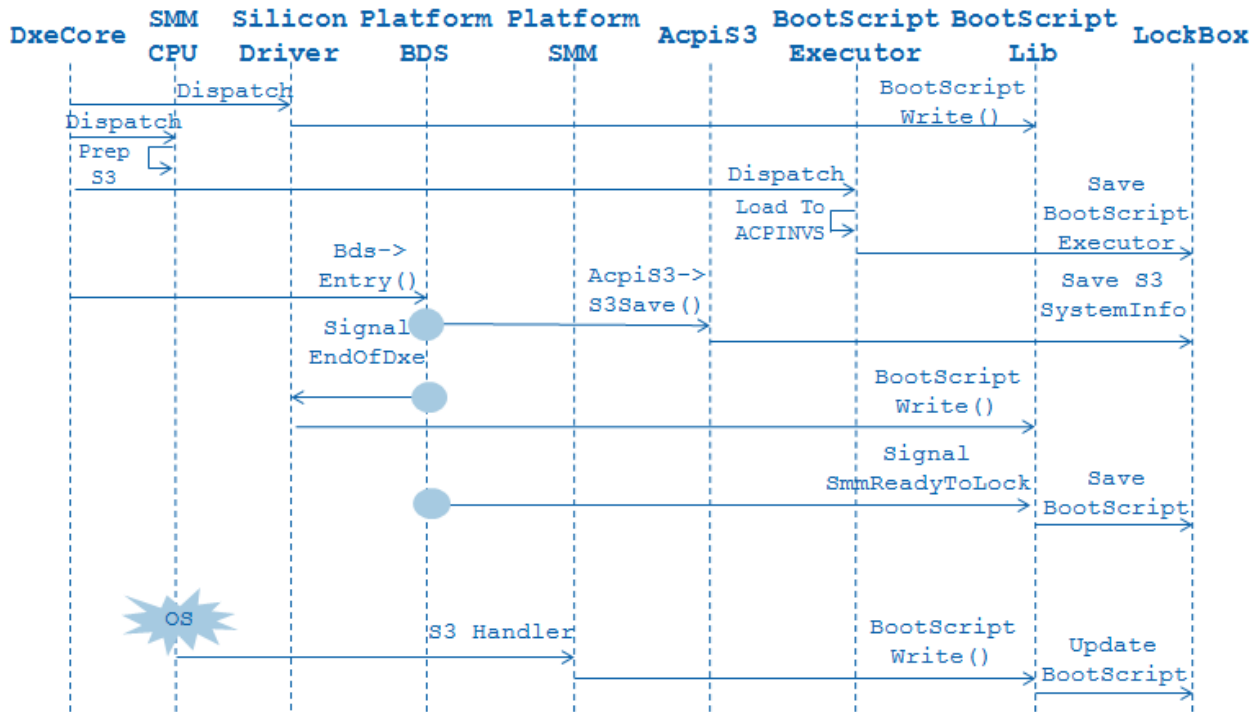 DxeCore
SMM
CPU
Silicon
Driver
Platform
BDS
Platform
SMM
AcpiS3
BootScript
Executor
BootScript
Lib
LockBox
Dispatch
BootScript
Write()
Dispatch
Prep
S3
Dispatch
Load To
ACPINVS
Save
BootScript
Executor
Bds->
Entry()
AcpiS3->
S3Save()
Save S3
SystemInfo
Signal
EndOfDxe
BootScript
Write()
Signal
SmmReadyToLock
Save
BootScript
OS
S3 Handler
BootScript
Write()
Update
BootScript